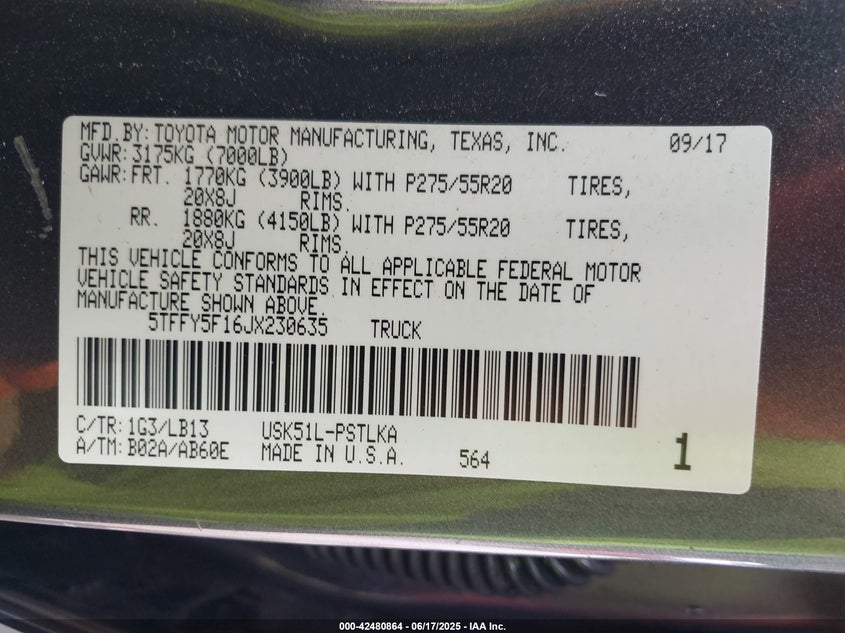 MFD.BY:TOYOTA MOTOR MANUFACTURING, TEXAS, INC. 09/17
GVWR:3175KG (7000LB)
GAWR:FRT. 1770KG (3900LB) WITH P275/55R20 TIRES,
20X8J RIMS.
RR. 1880KG (4150LB) WITH P275/55R20 TIRES,
20X8J RIMS.
THIS VEHICLE CONFORMS TO ALL APPLICABLE FEDERAL MOTOR
VEHICLE SAFETY STANDARDS IN EFFECT ON THE DATE OF
MANUFACTURE SHOWN ABOVE.
5TFFY5F16JX230635 TRUCK
C/TR:1G3/LB13 USK51L-PSTLKA
A/TM:B02A/AB60E MADE IN U.S.A. 564 1
000-42480864 - 06/17/2025 - IAA Inc.